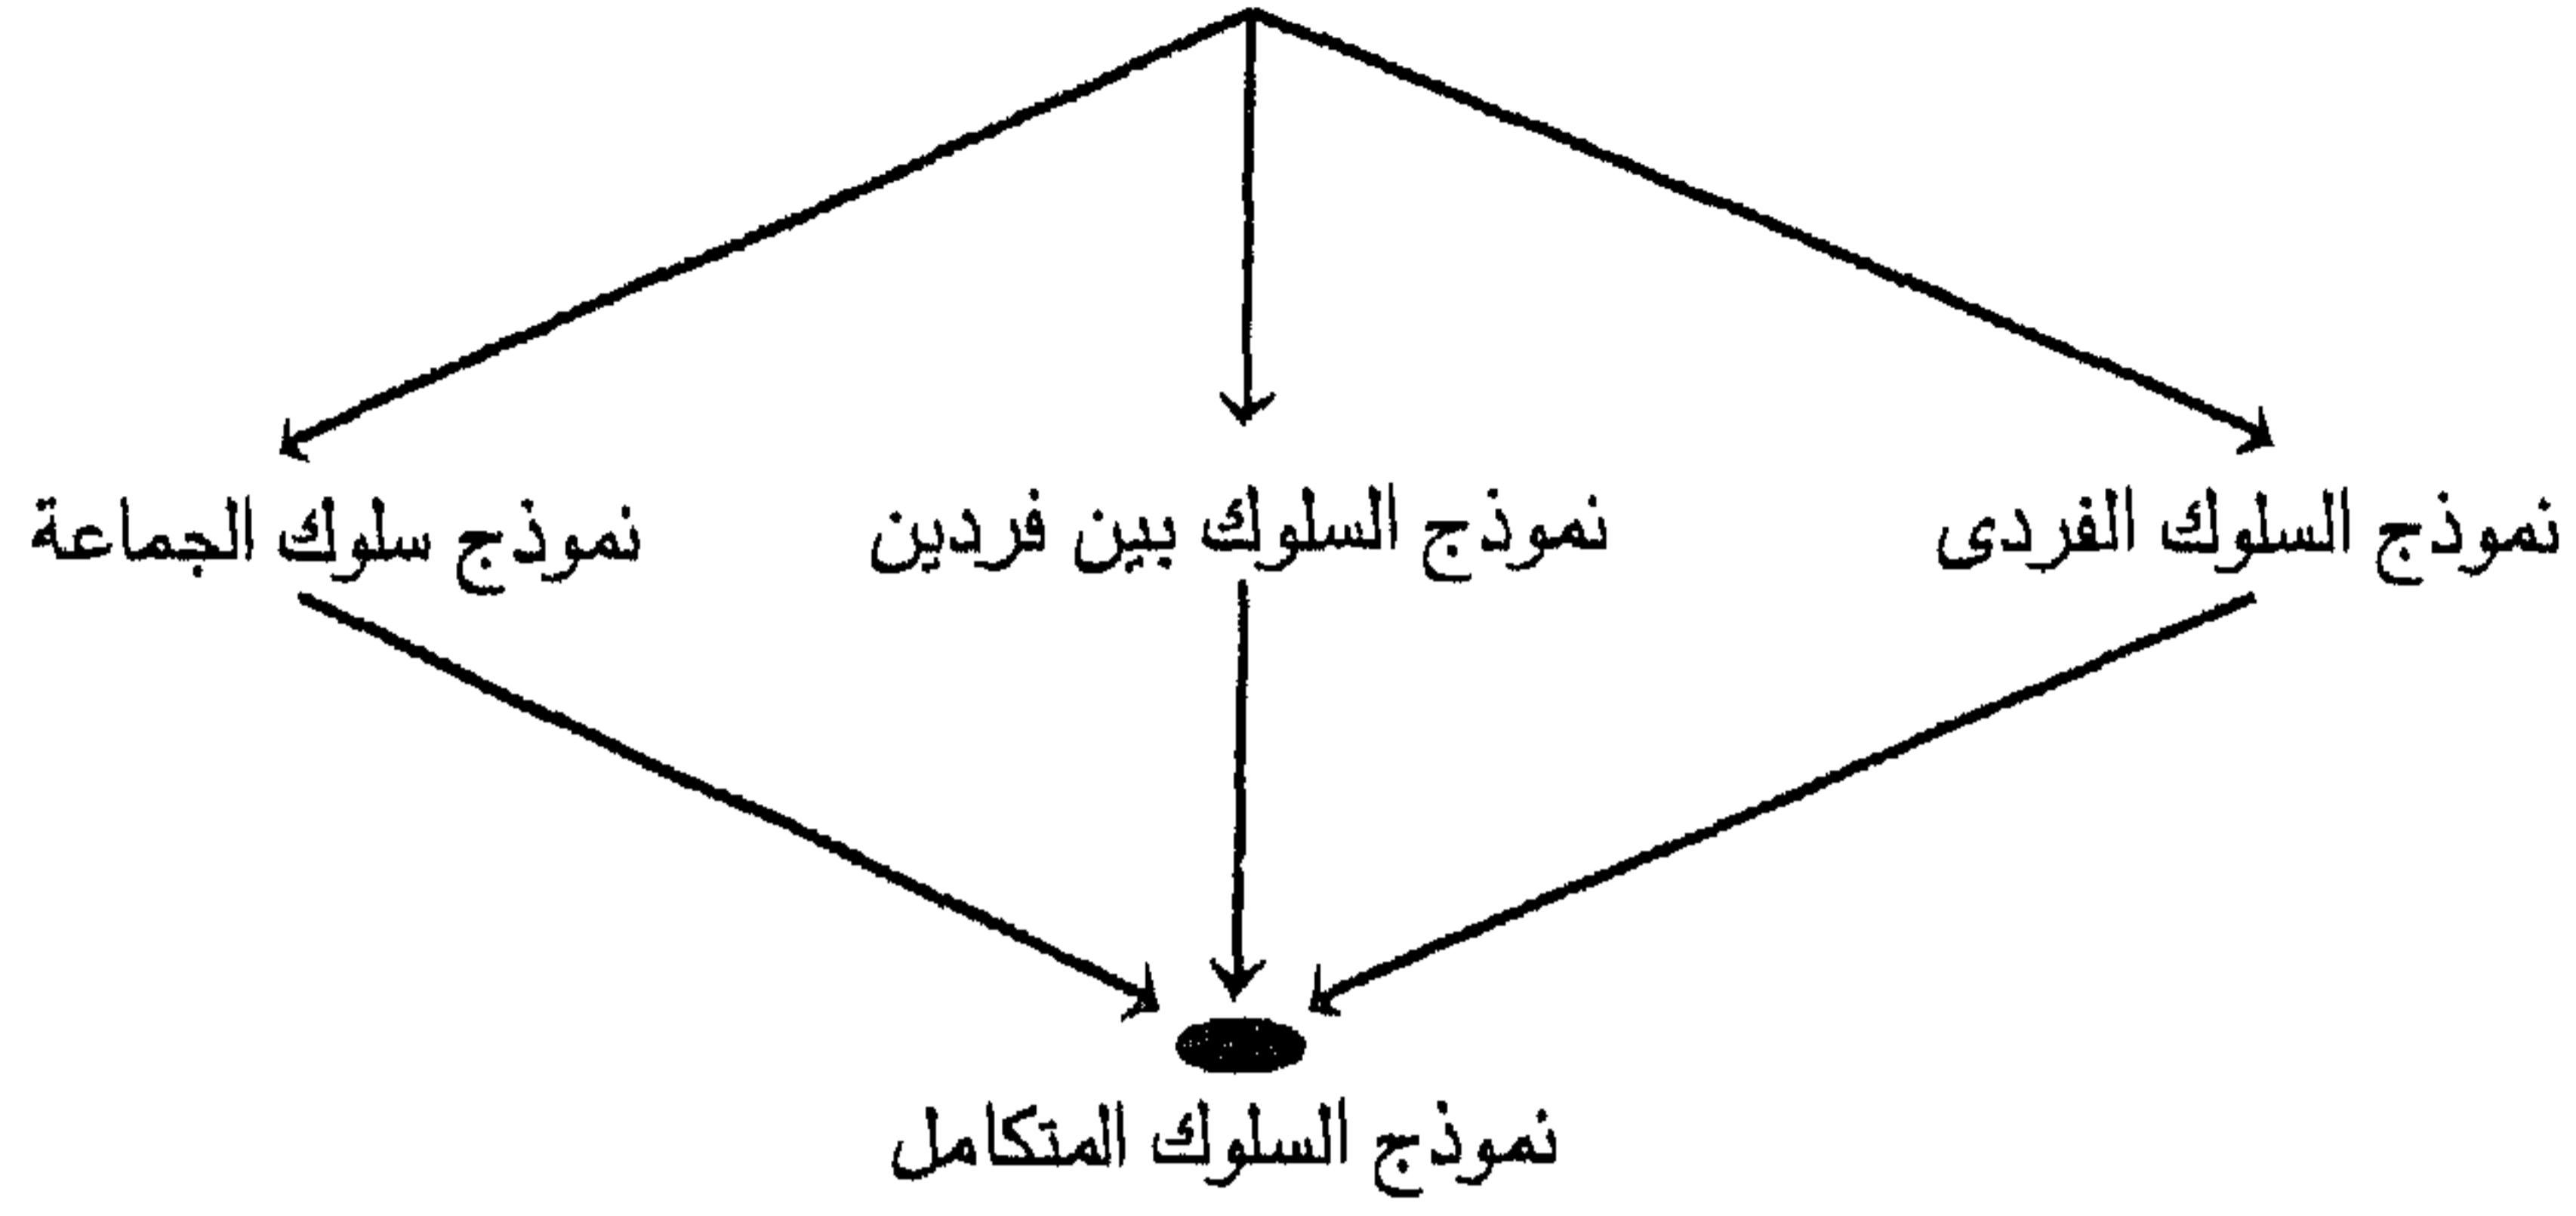 نموذج السلوك الفردى
نموذج السلوك بين فردين
نموذج سلوك الجماعة
نموذج السلوك المتكامل